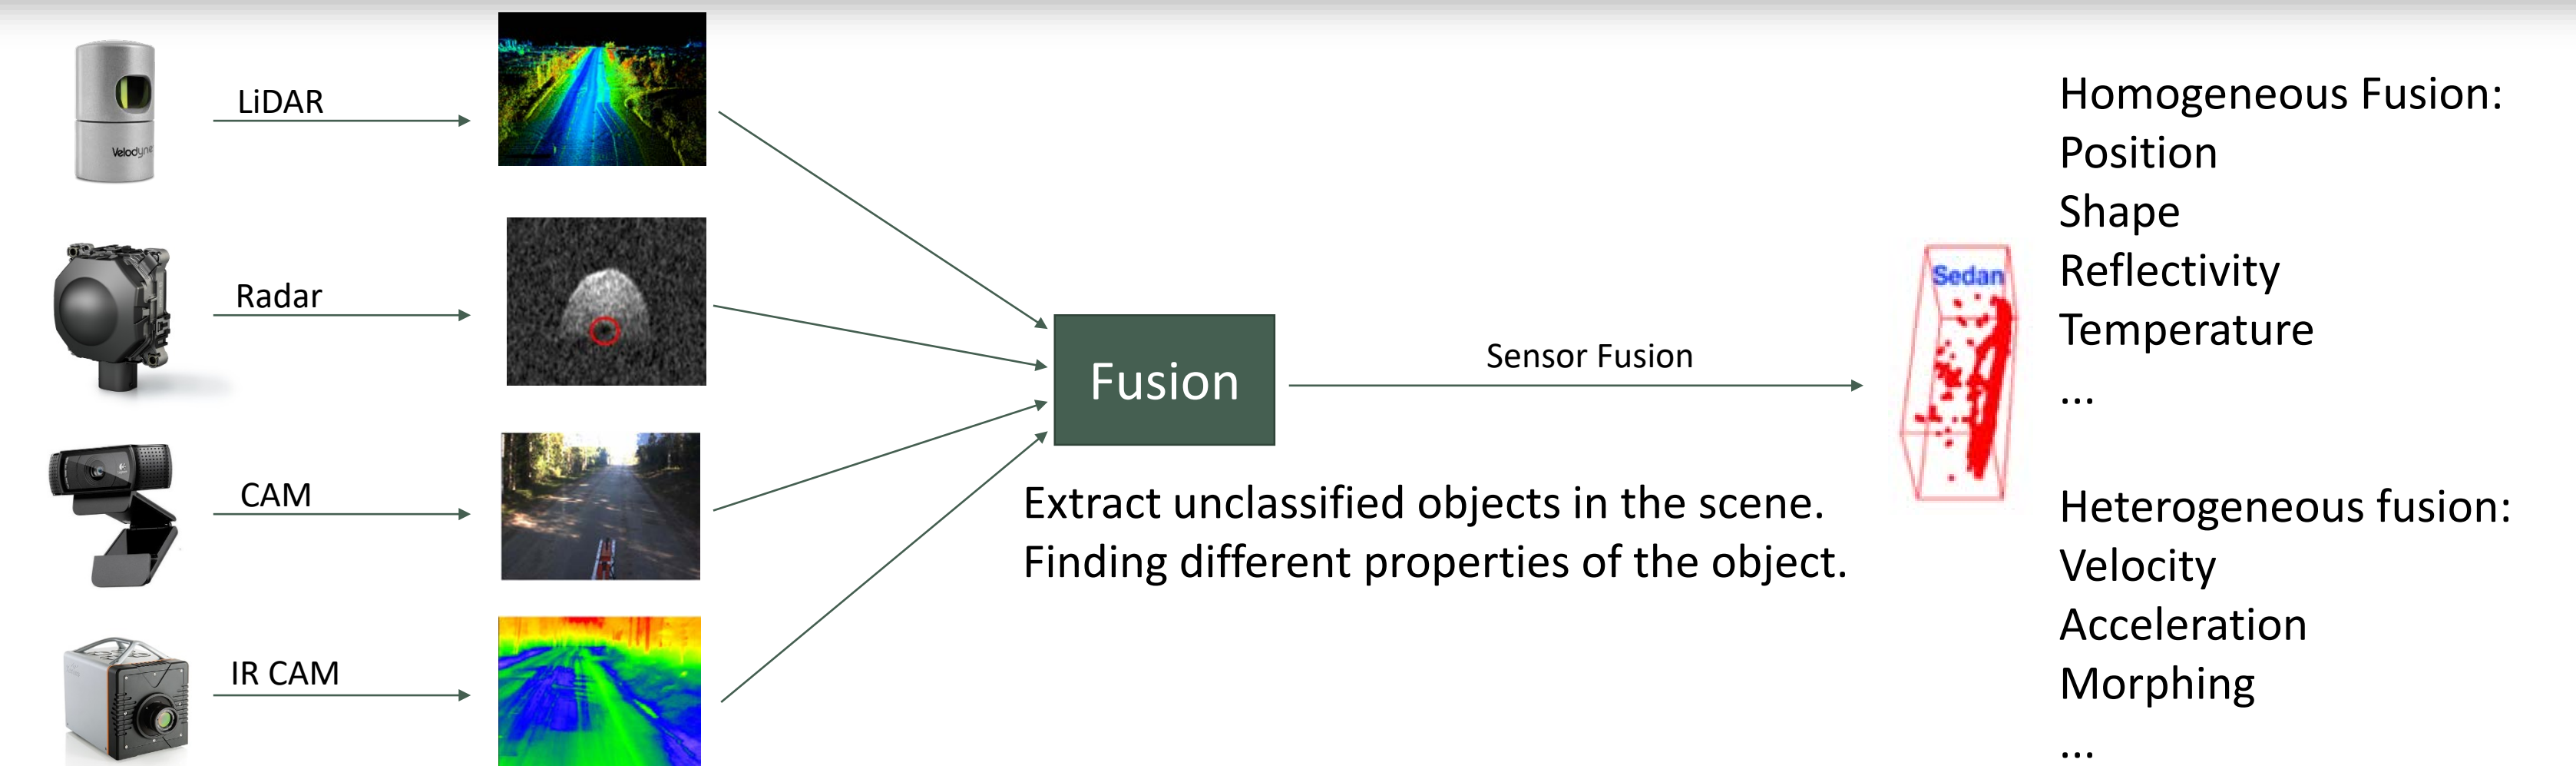 LiDAR
Velodyne
Radar
CAM
IR CAM
Fusion
Sensor Fusion
Extract unclassified objects in the scene.
Finding different properties of the object.
Sedan
Homogeneous Fusion:
Position
Shape
Reflectivity
Temperature
...
Heterogeneous fusion:
Velocity
Acceleration
Morphing
...